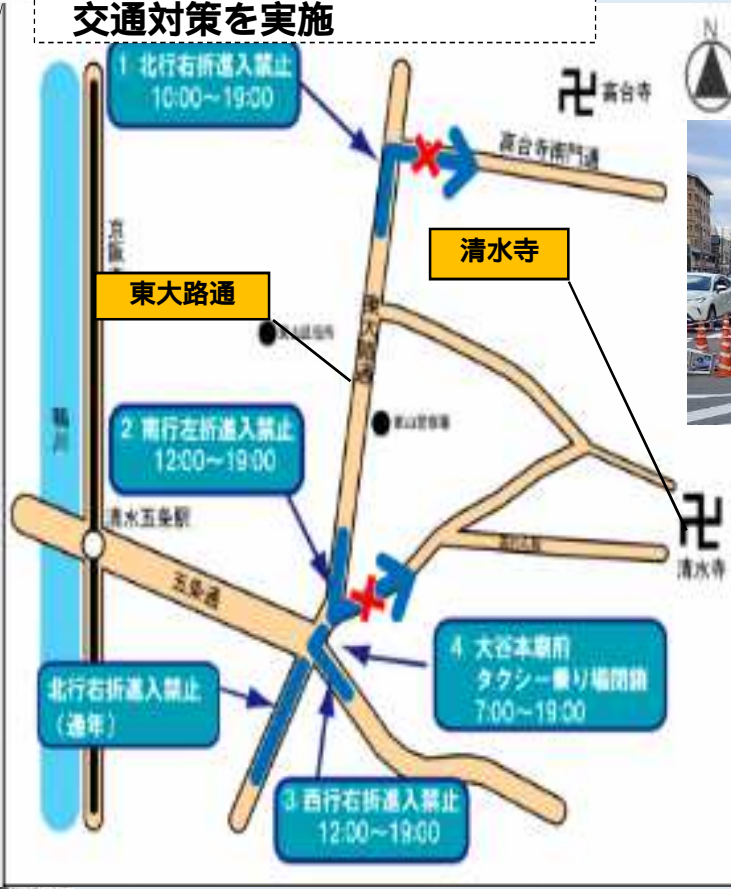 交通対策を実施
N
1 北行右折進入禁止
10:00~19:00
卍 高台寺
高台寺南門通
清水寺
東大路通
東大路通
鴨川
2 南行左折進入禁止
12:00~19:00
清水五条駅
五条通
卍
清水寺
4 大谷本廟前
タクシー乗り場閉鎖
7:00~19:00
北行右折進入禁止
(通年)
3 西行右折進入禁止
12:00~19:00